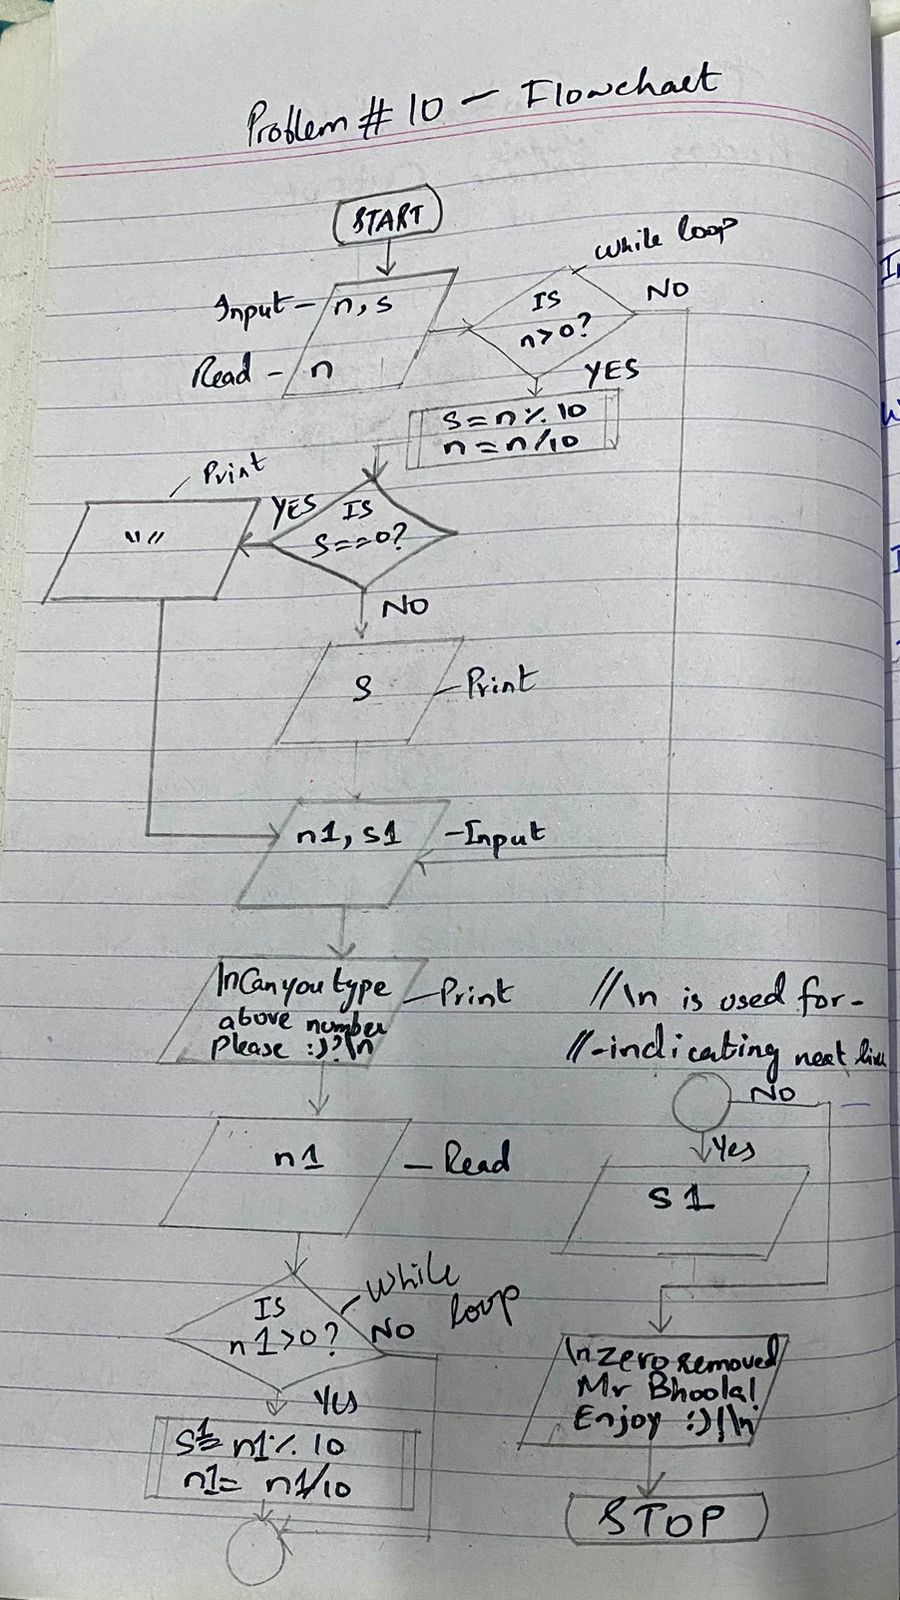 Problem # 10 - Flowchart
START
Input - n, s
Read - n
While loop
IS
n>0?
NO
YES
s = n % 10
n = n/10
Print
" "
YES
IS
s==0?
NO
s
- Print
n1, s1
- Input
\nCan you type
above number
Please :)?\n
- Print
n1
- Read
While
loop
IS
n1>0?
NO
YES
s1= n1% 10
n1= n1/10
//\n is used for-
//-indicating next line
NO
Yes
s1
\nzero removed
Mr Bhoola!
Enjoy :)!\n
STOP